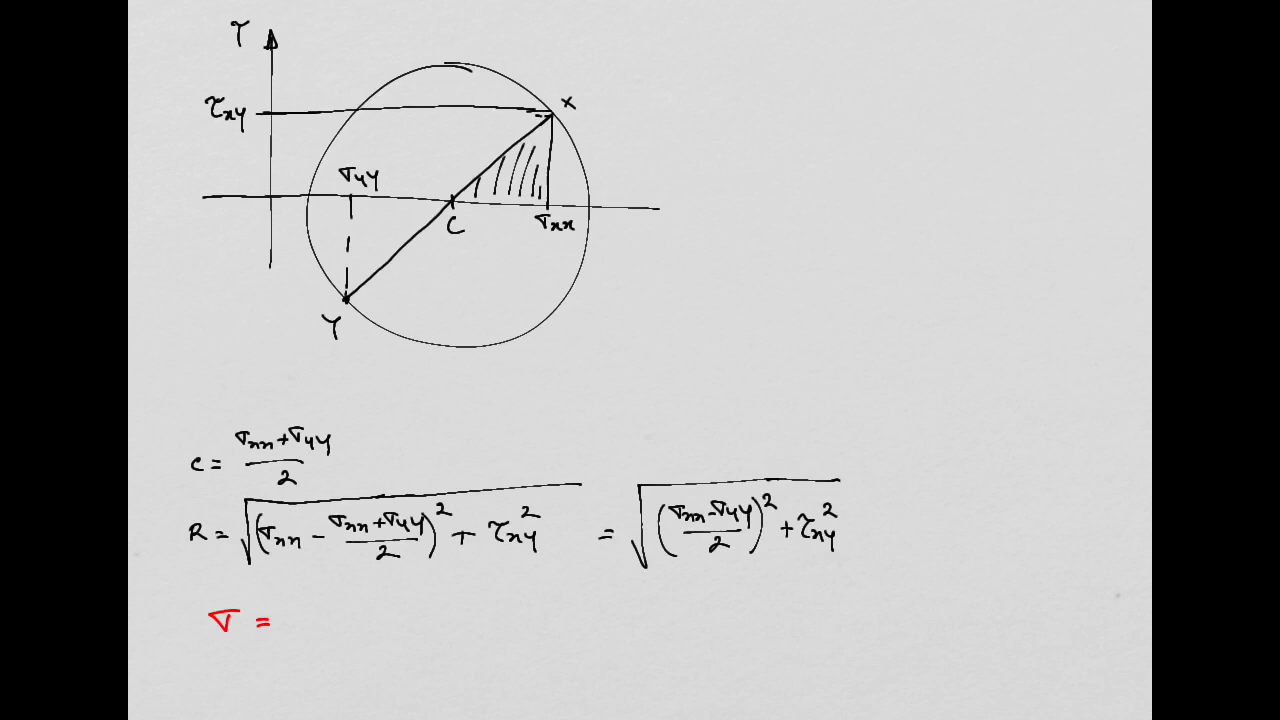 τ
τxy
x
σyy
C
σxx
Y
C = (σxx + σyy)/2
R = √((σxx − (σxx + σyy)/2)² + τxy²) = √(((σxx − σyy)/2)² + τxy²)
σ =